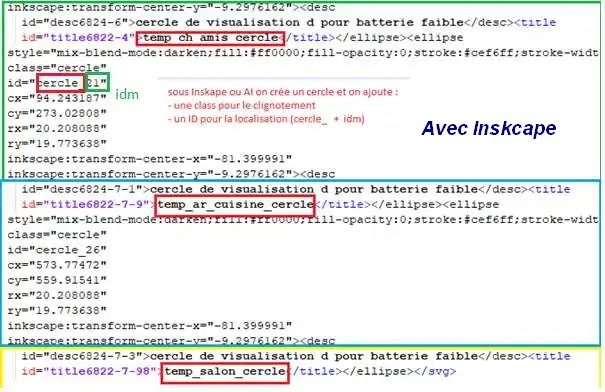 inkscape:transform-center-y="-9.2976162"><desc
id="desc6824-6">cercle de visualisation d pour batterie faible</desc><title
id="title6822-4">temp ch amis cercle</title></ellipse><ellipse
style="mix-blend-mode:darken;fill:#ff0000;fill-opacity:0;stroke:#cef6ff;stroke-widt
class="cercle"
id="cercle_21"
idm
cx="94.243187"
cy="273.02808"
rx="20.208088"
ry="19.773638"
inkscape:transform-center-x="-81.399991"
inkscape:transform-center-y="-9.2976162"><desc
sous Inskape ou AI on crée un cercle et on ajoute :
- une class pour le clignotement
- un ID pour la localisation (cercle_ + idm)
Avec Inskcape
id="desc6824-7-1">cercle de visualisation d pour batterie faible</desc><title
id="title6822-7-9">temp_ar_cuisine_cercle</title></ellipse><ellipse
style="mix-blend-mode:darken;fill:#ff0000;fill-opacity:0;stroke:#cef6ff;stroke-widt
class="cercle"
id="cercle_26"
cx="573.77472"
cy="559.91541"
rx="20.208088"
ry="19.773638"
inkscape:transform-center-x="-81.399991"
inkscape:transform-center-y="-9.2976162"><desc
id="desc6824-7-3">cercle de visualisation d pour batterie faible</desc><title
id="title6822-7-98">temp_salon_cercle</title></ellipse></svg>